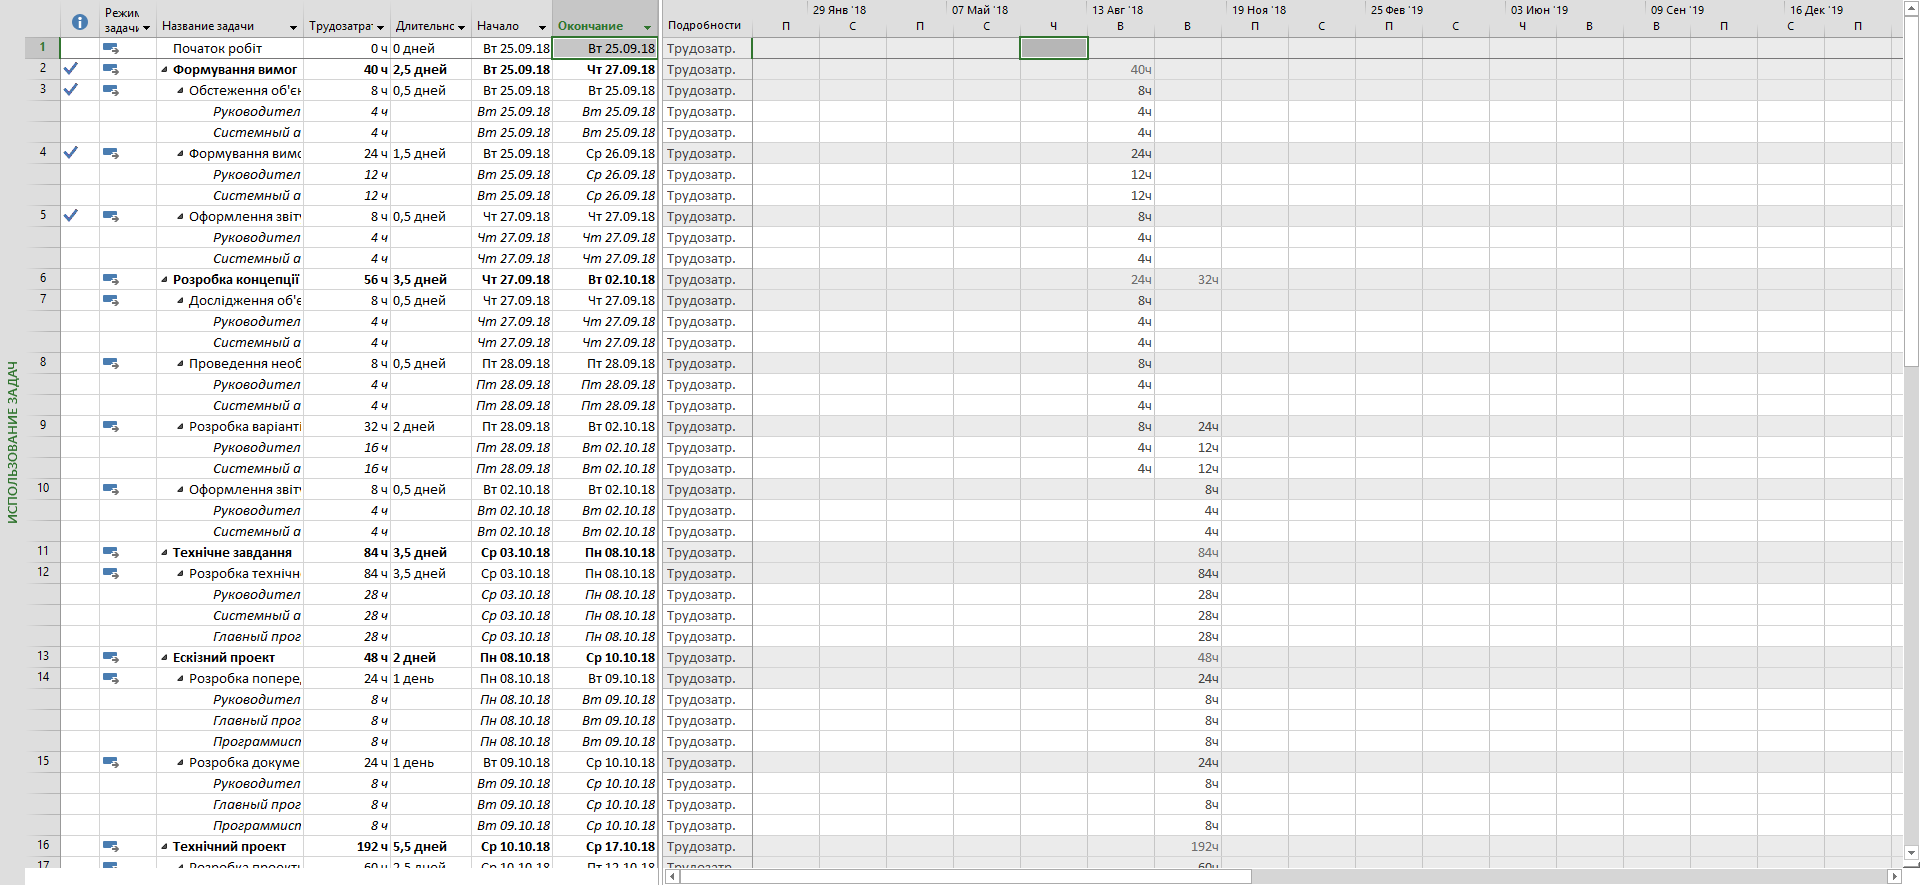 ИСПОЛЬЗОВАНИЕ ЗАДАЧ
Режим задачи Название задачи Трудозатрат Длительнс Начало Окончание Подробности 29 Янв '18 07 Май '18 13 Авг '18 19 Ноя '18 25 Фев '19 03 Июн '19 09 Сен '19 16 Дек '19
П С В Ч П С В Ч В В П С П С Ч В В С П С П
1 Початок робіт 0 ч 0 дней Вт 25.09.18 Вт 25.09.18 Трудозатр.
2 Формування вимог 40 ч 2,5 дней Вт 25.09.18 Чт 27.09.18 Трудозатр. 40ч
3 Обстеження об'єн 8 ч 0,5 дней Вт 25.09.18 Вт 25.09.18 Трудозатр. 8ч
Руководител 4 ч Вт 25.09.18 Вт 25.09.18 Трудозатр. 4ч
Системный а 4 ч Вт 25.09.18 Вт 25.09.18 Трудозатр. 4ч
4 Формування вимо 24 ч 1,5 дней Вт 25.09.18 Ср 26.09.18 Трудозатр. 24ч
Руководител 12 ч Вт 25.09.18 Ср 26.09.18 Трудозатр. 12ч
Системный а 12 ч Вт 25.09.18 Ср 26.09.18 Трудозатр. 12ч
5 Оформлення звіту 8 ч 0,5 дней Чт 27.09.18 Чт 27.09.18 Трудозатр. 8ч
Руководител 4 ч Чт 27.09.18 Чт 27.09.18 Трудозатр. 4ч
Системный а 4 ч Чт 27.09.18 Чт 27.09.18 Трудозатр. 4ч
6 Розробка концепції 56 ч 3,5 дней Чт 27.09.18 Вт 02.10.18 Трудозатр. 24ч 32ч
7 Дослідження об'є 8 ч 0,5 дней Чт 27.09.18 Чт 27.09.18 Трудозатр. 8ч
Руководител 4 ч Чт 27.09.18 Чт 27.09.18 Трудозатр. 4ч
Системный а 4 ч Чт 27.09.18 Чт 27.09.18 Трудозатр. 4ч
8 Проведення необ 8 ч 0,5 дней Пт 28.09.18 Пт 28.09.18 Трудозатр. 8ч
Руководител 4 ч Пт 28.09.18 Пт 28.09.18 Трудозатр. 4ч
Системный а 4 ч Пт 28.09.18 Пт 28.09.18 Трудозатр. 4ч
9 Розробка варіанті 32 ч 2 дней Пт 28.09.18 Вт 02.10.18 Трудозатр. 8ч 24ч
Руководител 16 ч Пт 28.09.18 Вт 02.10.18 Трудозатр. 4ч 12ч
Системный а 16 ч Пт 28.09.18 Вт 02.10.18 Трудозатр. 4ч 12ч
10 Оформлення звіту 8 ч 0,5 дней Вт 02.10.18 Вт 02.10.18 Трудозатр. 8ч
Руководител 4 ч Вт 02.10.18 Вт 02.10.18 Трудозатр. 4ч
Системный а 4 ч Вт 02.10.18 Вт 02.10.18 Трудозатр. 4ч
11 Технічне завдання 84 ч 3,5 дней Ср 03.10.18 Пн 08.10.18 Трудозатр. 84ч
12 Розробка технічн 84 ч 3,5 дней Ср 03.10.18 Пн 08.10.18 Трудозатр. 84ч
Руководител 28 ч Ср 03.10.18 Пн 08.10.18 Трудозатр. 28ч
Системный а 28 ч Ср 03.10.18 Пн 08.10.18 Трудозатр. 28ч
Главный прог 28 ч Ср 03.10.18 Пн 08.10.18 Трудозатр. 28ч
13 Ескізний проект 48 ч 2 дней Пн 08.10.18 Ср 10.10.18 Трудозатр. 48ч
14 Розробка поперед 24 ч 1 день Пн 08.10.18 Вт 09.10.18 Трудозатр. 24ч
Руководител 8 ч Пн 08.10.18 Вт 09.10.18 Трудозатр. 8ч
Главный прог 8 ч Пн 08.10.18 Вт 09.10.18 Трудозатр. 8ч
Программист 8 ч Пн 08.10.18 Вт 09.10.18 Трудозатр. 8ч
15 Розробка докуме 24 ч 1 день Вт 09.10.18 Ср 10.10.18 Трудозатр. 24ч
Руководител 8 ч Вт 09.10.18 Ср 10.10.18 Трудозатр. 8ч
Главный прог 8 ч Вт 09.10.18 Ср 10.10.18 Трудозатр. 8ч
Программист 8 ч Вт 09.10.18 Ср 10.10.18 Трудозатр. 8ч
16 Технічний проект 192 ч 5,5 дней Ср 10.10.18 Ср 17.10.18 Трудозатр. 192ч
17 Розробка проектн 60 ч 2,5 дней Ср 10.10.18 Пт 12.10.18 Трудозатр. 60ч